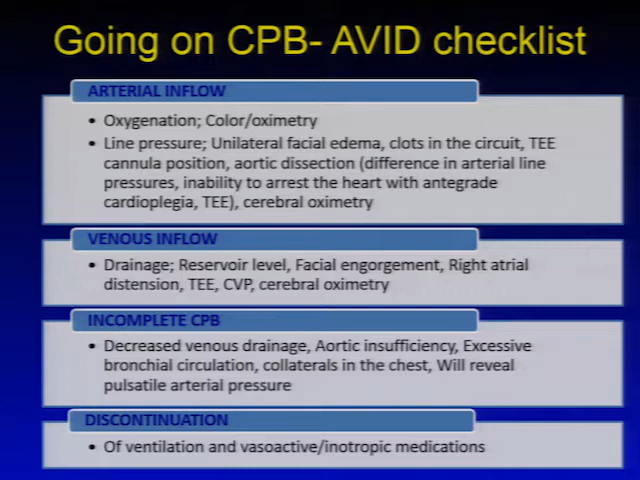 Going on CPB- AVID checklist
ARTERIAL INFLOW
• Oxygenation; Color/oximetry
• Line pressure; Unilateral facial edema, clots in the circuit, TEE
cannula position, aortic dissection (difference in arterial line
pressures, inability to arrest the heart with antegrade
cardioplegia, TEE), cerebral oximetry
VENOUS INFLOW
• Drainage; Reservoir level, Facial engorgement, Right atrial
distension, TEE, CVP, cerebral oximetry
INCOMPLETE CPB
• Decreased venous drainage, Aortic insufficiency, Excessive
bronchial circulation, collaterals in the chest, Will reveal
pulsatile arterial pressure
DISCONTINUATION
• Of ventilation and vasoactive/inotropic medications